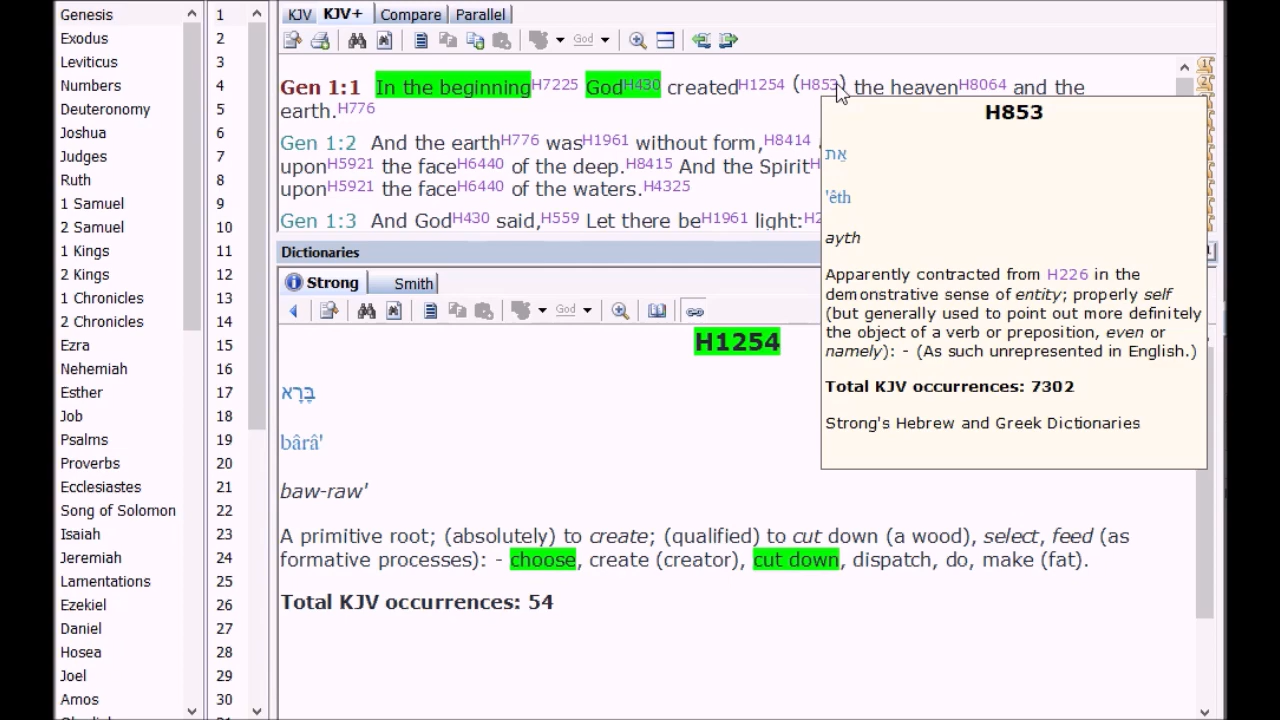 Genesis
Exodus
Leviticus
Numbers
Deuteronomy
Joshua
Judges
Ruth
1 Samuel
2 Samuel
1 Kings
2 Kings
1 Chronicles
2 Chronicles
Ezra
Nehemiah
Esther
Job
Psalms
Proverbs
Ecclesiastes
Song of Solomon
Isaiah
Jeremiah
Lamentations
Ezekiel
Daniel
Hosea
Joel
Amos
1
2
3
4
5
6
7
8
9
10
11
12
13
14
15
16
17
18
19
20
21
22
23
24
25
26
27
28
29
30
KJV KJV+ Compare Parallel
God
Gen 1:1 In the beginningH7225 GodH430 createdH1254 (H853) the heavenH8064 and the
earth.H776
Gen 1:2 And the earthH776 wasH1961 without form,H8414
uponH5921 the faceH6440 of the deep.H8415 And the Spirit
uponH5921 the faceH6440 of the waters.H4325
Gen 1:3 And GodH430 said,H559 Let there beH1961 light:
Dictionaries
Strong Smith
God
H1254
בָּרָא
bârâ'
baw-raw'
A primitive root; (absolutely) to create; (qualified) to cut down (a wood), select, feed (as
formative processes): - choose, create (creator), cut down, dispatch, do, make (fat).
Total KJV occurrences: 54
H853
אֵת
'êth
ayth
Apparently contracted from H226 in the
demonstrative sense of entity; properly self
(but generally used to point out more definitely
the object of a verb or preposition, even or
namely): - (As such unrepresented in English.)
Total KJV occurrences: 7302
Strong's Hebrew and Greek Dictionaries